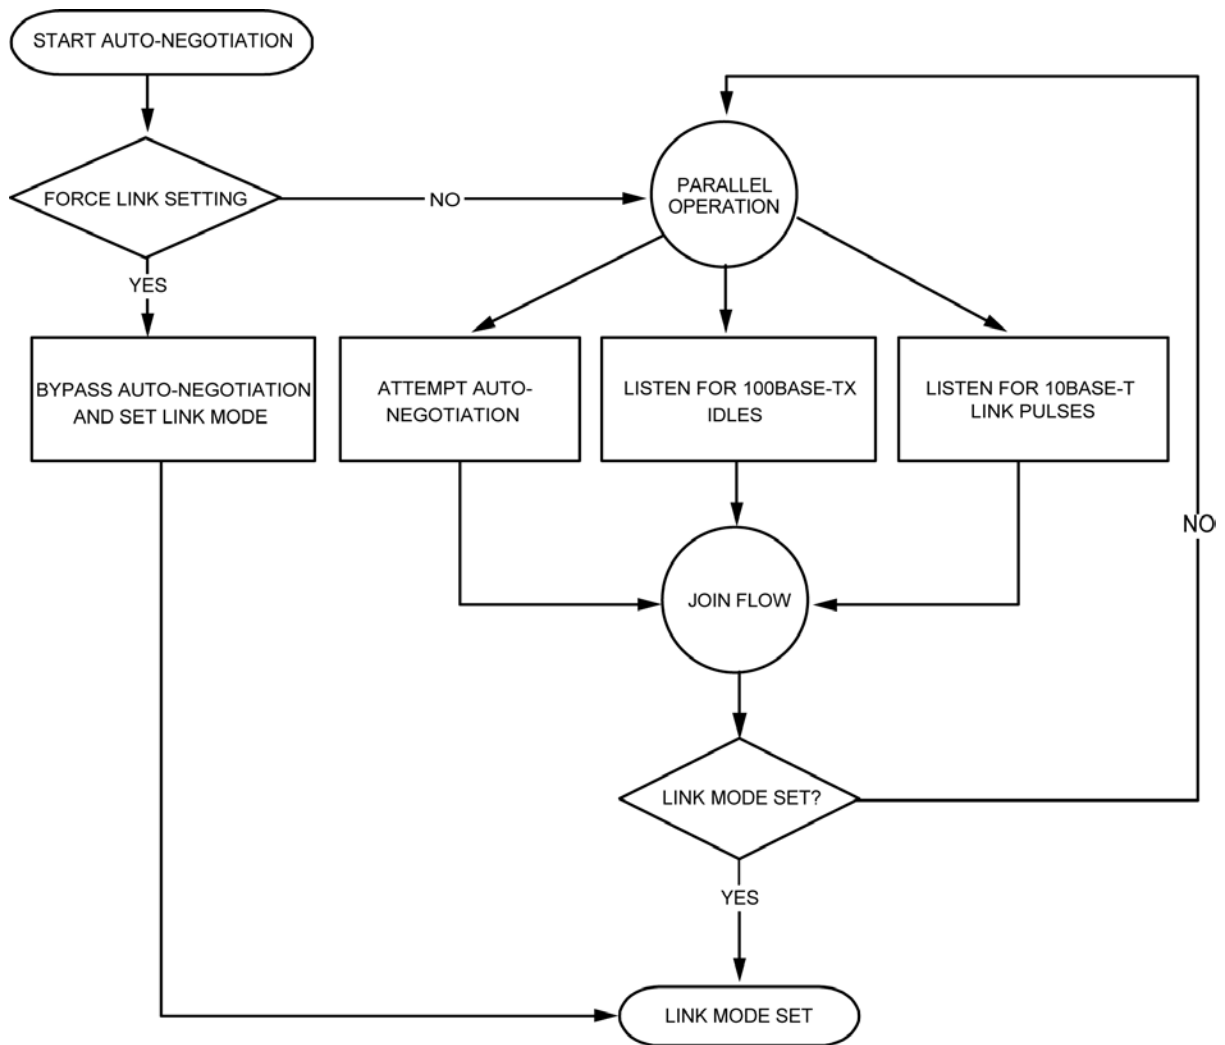 START AUTO-NEGOTIATION
FORCE LINK SETTING
NO
PARALLEL
OPERATION
YES
BYPASS AUTO-NEGOTIATION
AND SET LINK MODE
ATTEMPT AUTO-
NEGOTIATION
LISTEN FOR 100BASE-TX
IDLES
LISTEN FOR 10BASE-T
LINK PULSES
NO
JOIN FLOW
LINK MODE SET?
YES
LINK MODE SET